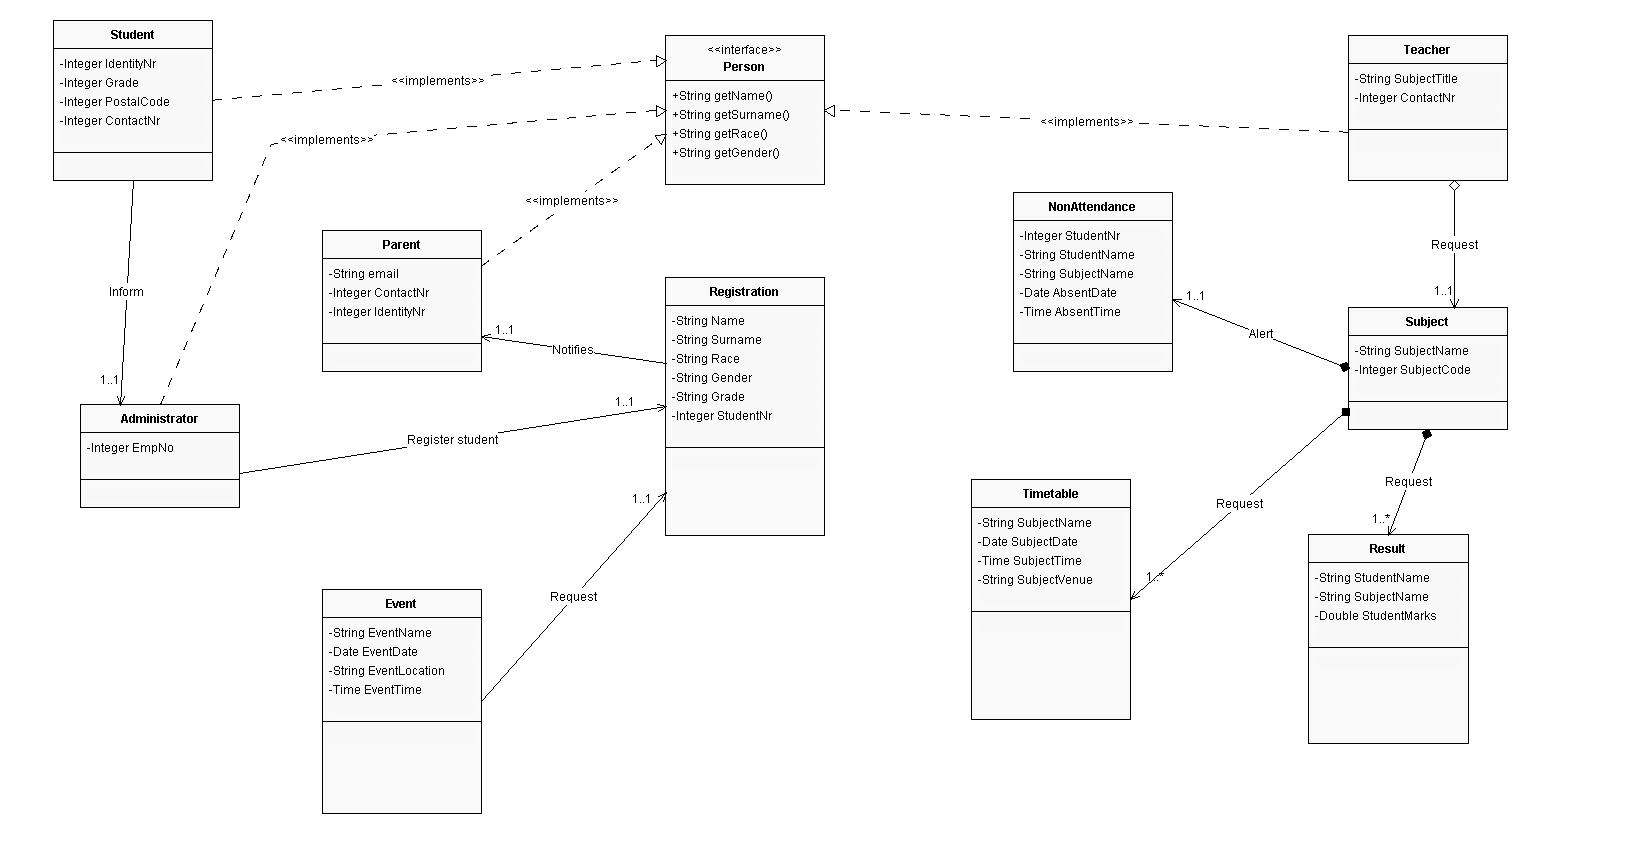 Student
-Integer IdentityNr
-Integer Grade
-Integer PostalCode
-Integer ContactNr
<<implements>>
<<interface>>
Person
+String getName()
+String getSurname()
+String getRace()
+String getGender()
<<implements>>
Teacher
-String SubjectTitle
-Integer ContactNr
<<implements>>
<<implements>>
Parent
-String email
-Integer ContactNr
-Integer IdentityNr
NonAttendance
-Integer StudentNr
-String StudentName
-String SubjectName
-Date AbsentDate
-Time AbsentTime
Request
1..1
Inform
1..1
Registration
-String Name
-String Surname
-String Race
-String Gender
-String Grade
-Integer StudentNr
1..1
Notifies
1..1
Alert
Subject
-String SubjectName
-Integer SubjectCode
Administrator
-Integer EmpNo
1..1
Register student
1..1
Request
Request
1..*
Request
1..*
Timetable
-String SubjectName
-Date SubjectDate
-Time SubjectTime
-String SubjectVenue
Result
-String StudentName
-String SubjectName
-Double StudentMarks
Event
-String EventName
-Date EventDate
-String EventLocation
-Time EventTime